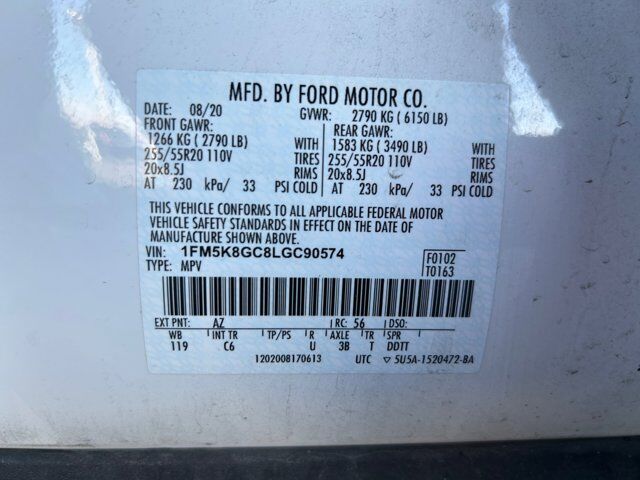 MFD. BY FORD MOTOR CO.
DATE: 08/20 GVWR: 2790 KG ( 6150 LB)
FRONT GAWR: REAR GAWR:
1266 KG ( 2790 LB) WITH 1583 KG ( 3490 LB) WITH
255/55R20 110V TIRES 255/55R20 110V TIRES
20x8.5J RIMS 20x8.5J RIMS
AT 230 kPa/ 33 PSI COLD AT 230 kPa/ 33 PSI COLD
THIS VEHICLE CONFORMS TO ALL APPLICABLE FEDERAL MOTOR
VEHICLE SAFETY STANDARDS IN EFFECT ON THE DATE OF
MANUFACTURE SHOWN ABOVE.
VIN: 1FM5K8GC8LGC90574 F0102
TYPE: MPV T0163
EXT PNT: AZ RC: 56 DSO:
WB INT TR TP/PS R AXLE TR SPR
119 C6 U 3B T DDTT
1202008170613 UTC ▽ 5U5A-1520472-BA